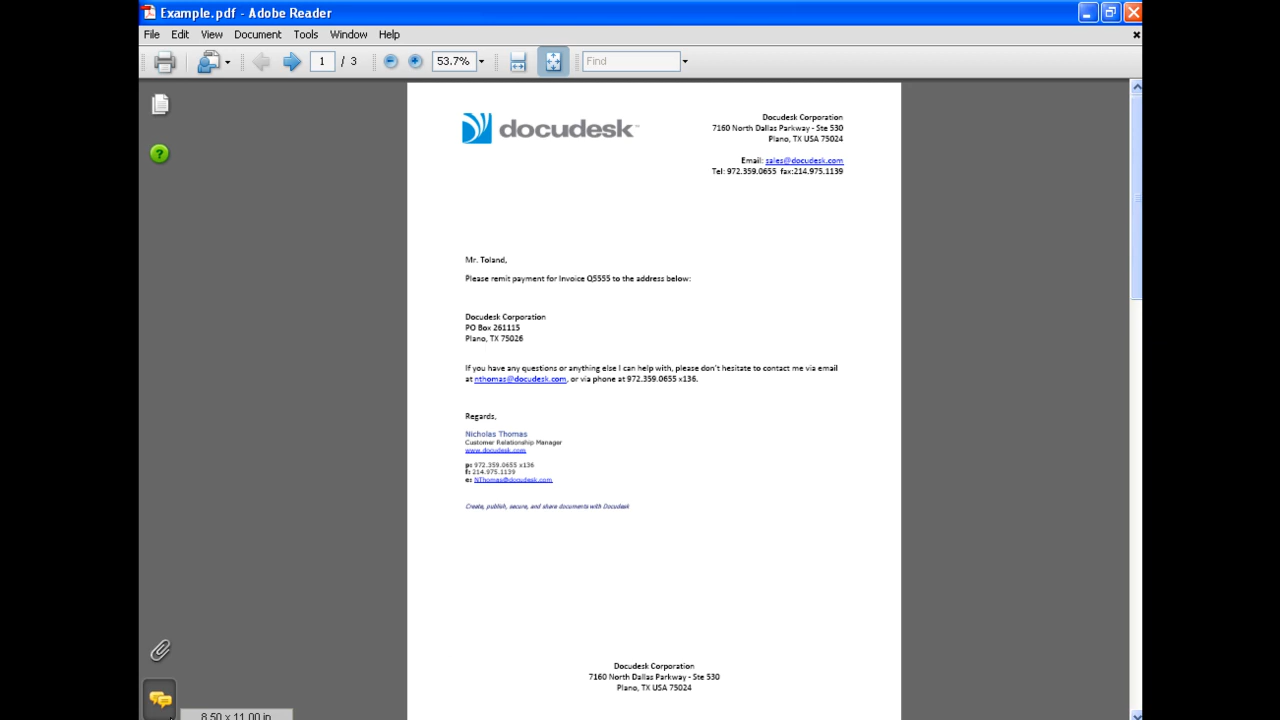 Example.pdf - Adobe Reader
File Edit View Document Tools Window Help
1 / 3 53.7% Find
docudesk™
Docudesk Corporation
7160 North Dallas Parkway - Ste 530
Plano, TX USA 75024
Email: sales@docudesk.com
Tel: 972.359.0655 fax:214.975.1139
Mr. Toland,
Please remit payment for Invoice Q5555 to the address below:
Docudesk Corporation
PO Box 261115
Plano, TX 75026
If you have any questions or anything else I can help with, please don't hesitate to contact me via email
at nthomas@docudesk.com, or via phone at 972.359.0655 x136.
Regards,
Nicholas Thomas
Customer Relationship Manager
www.docudesk.com
p: 972.359.0655 x136
f: 214.975.1139
e: NThomas@docudesk.com
Create, publish, secure, and share documents with Docudesk
Docudesk Corporation
7160 North Dallas Parkway - Ste 530
Plano, TX USA 75024
8.50 x 11.00 in